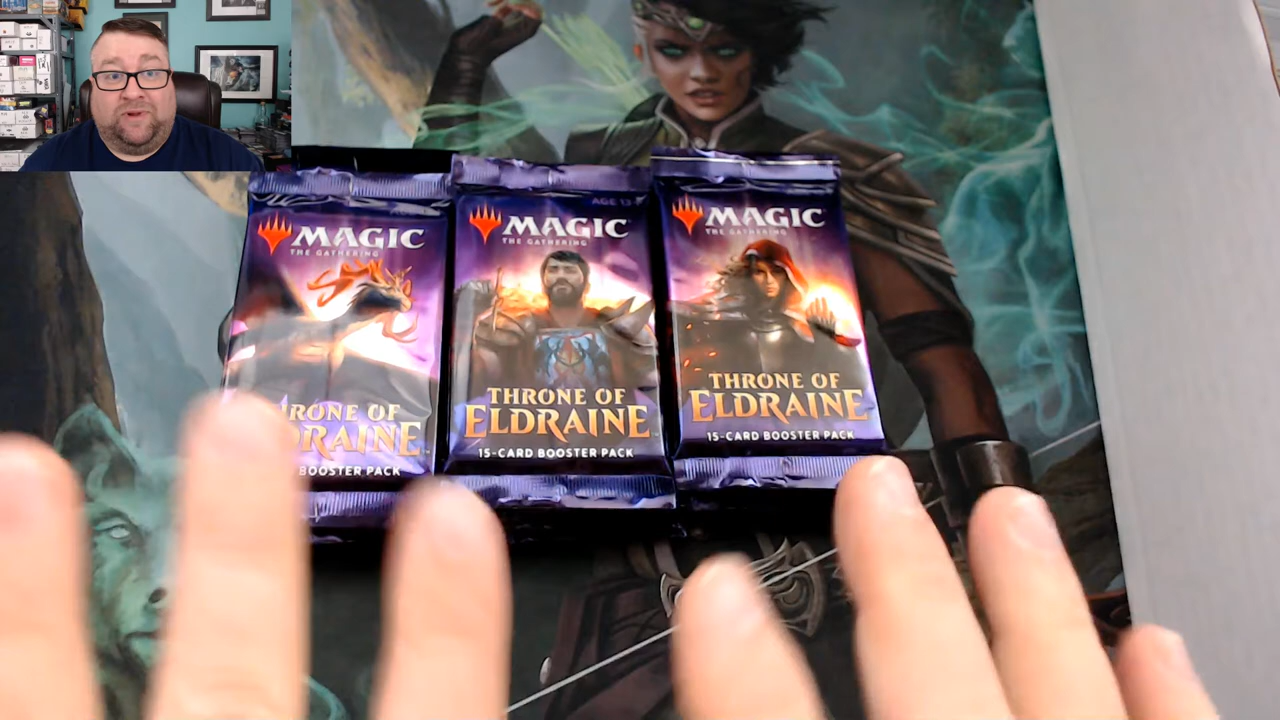 MAGIC
THE GATHERING
RONE OF
DRAINE
BOOSTER PACK
AGE 13+
MAGIC
THE GATHERING
THRONE OF
ELDRAINE
15-CARD BOOSTER PACK
MAGIC
THE GATHERING
THRONE OF
ELDRAINE
15-CARD BOOSTER PACK